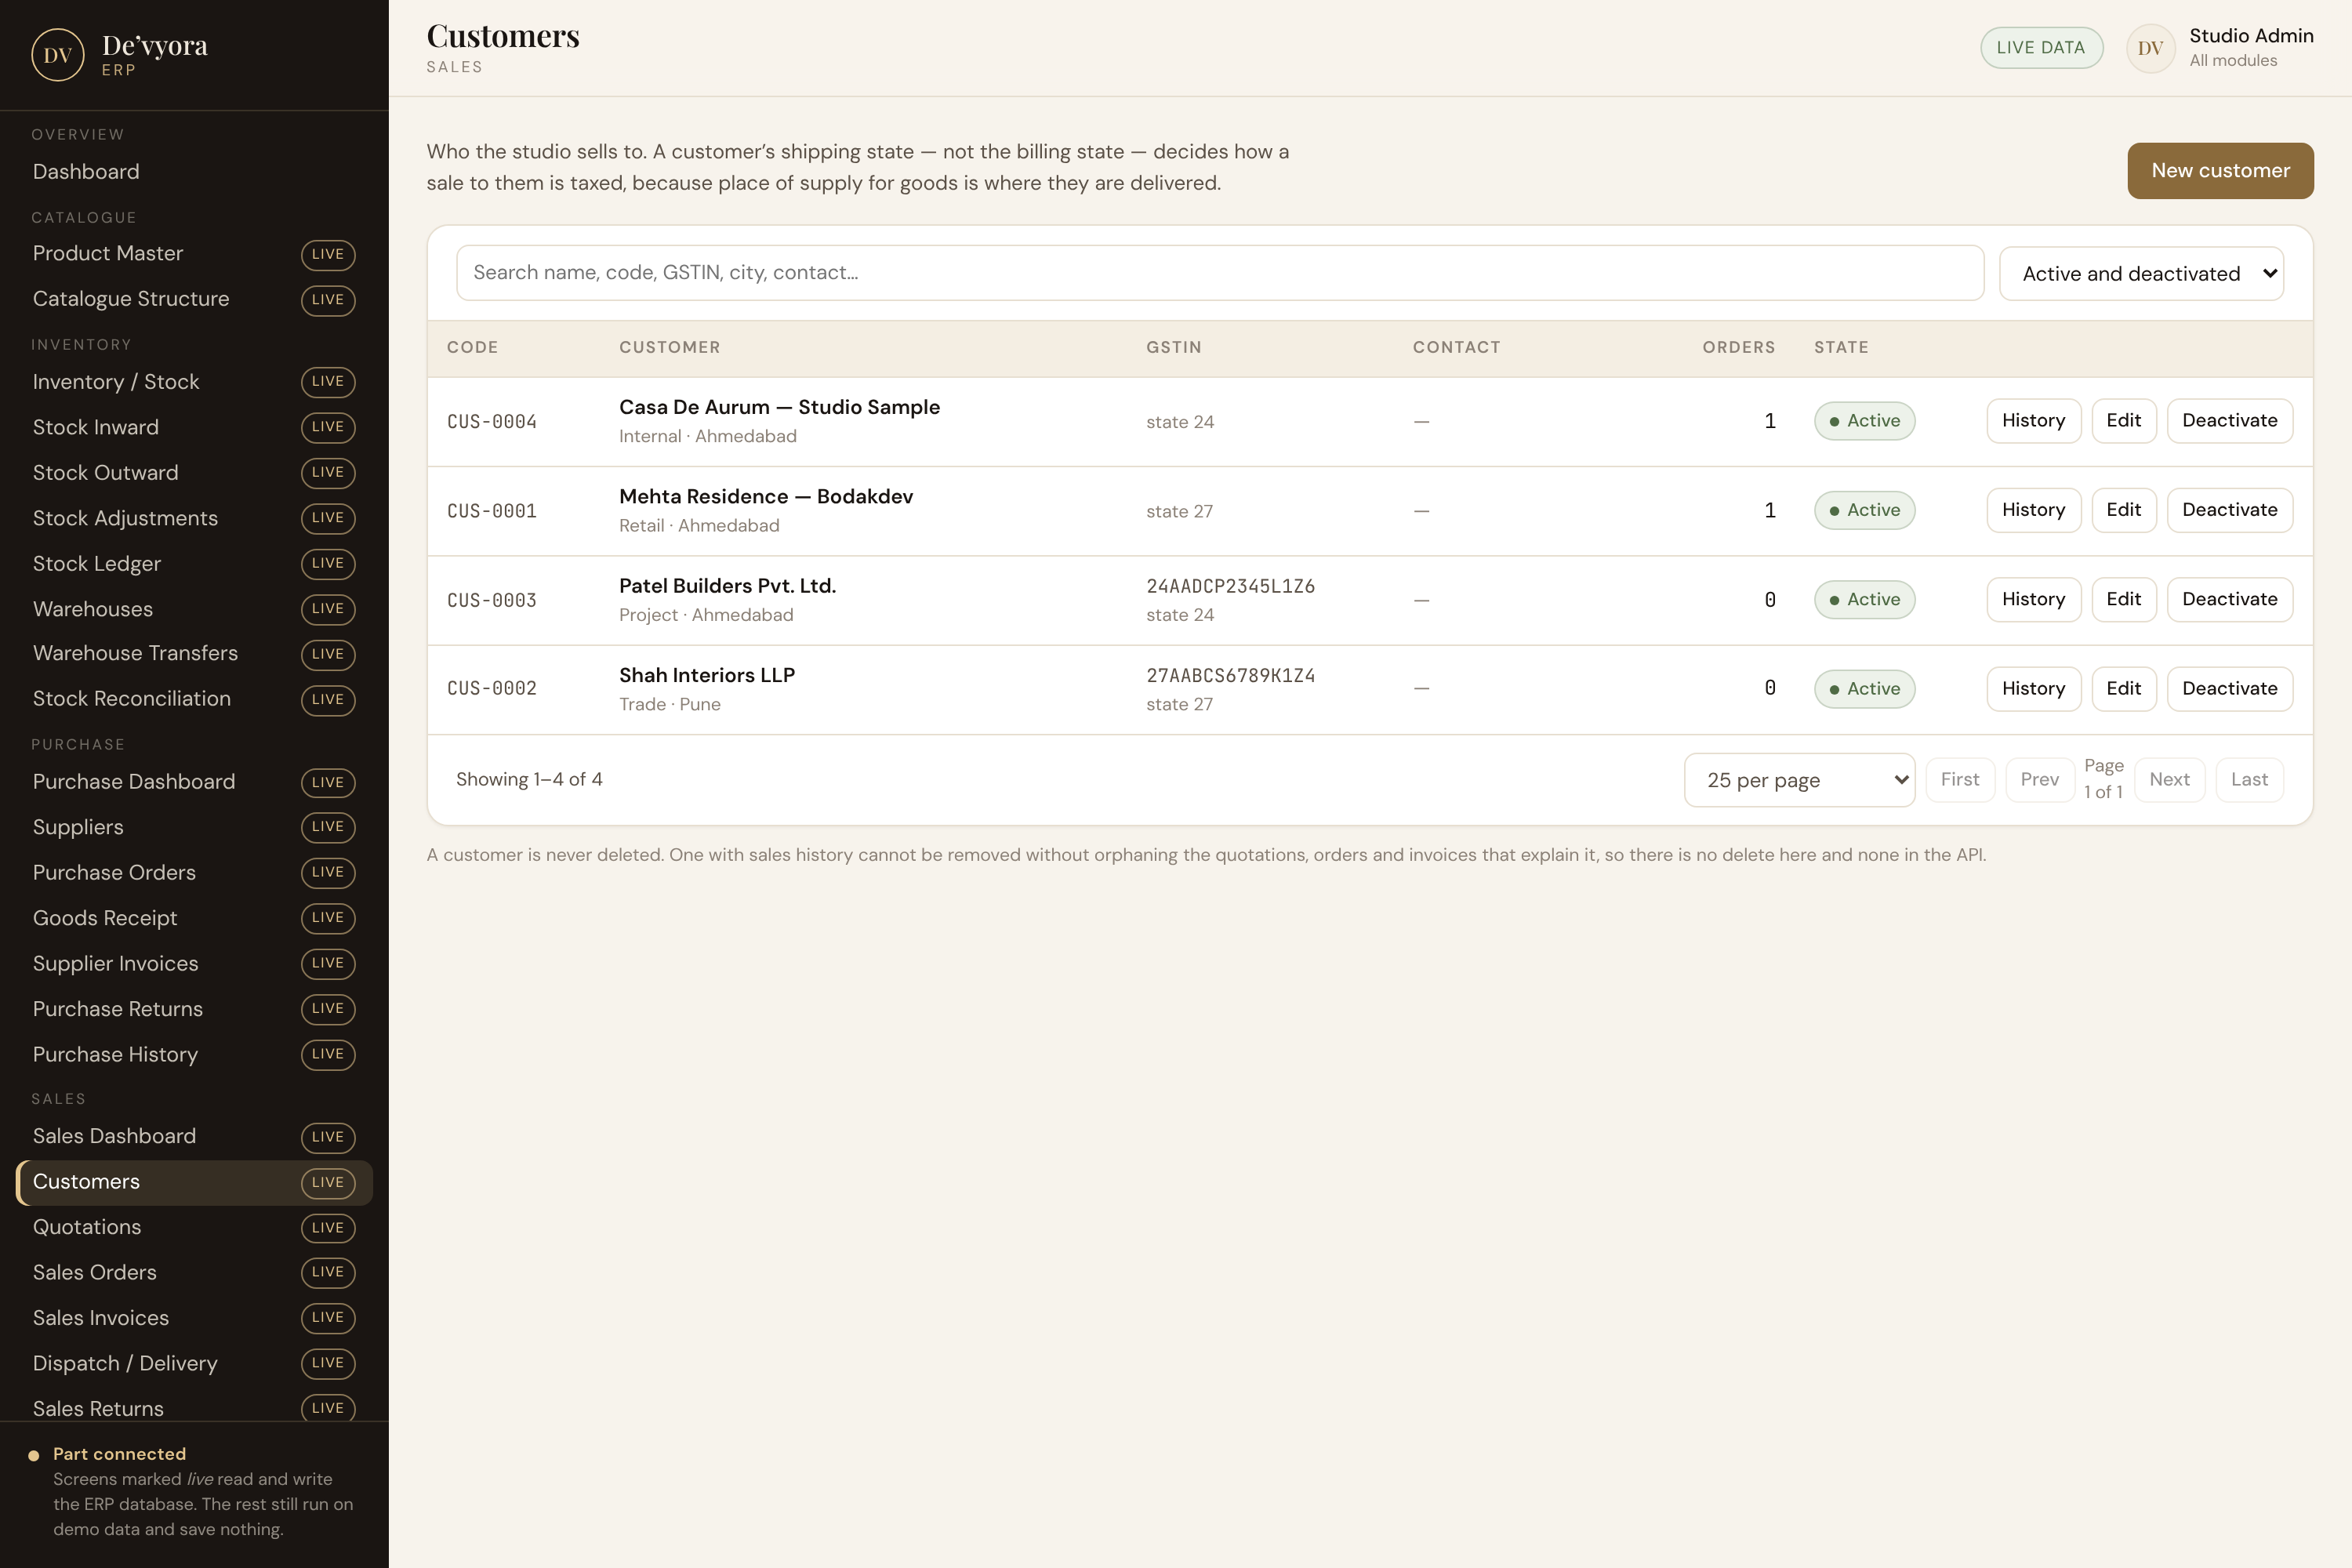 DV
De’vyora
ERP
OVERVIEW
Dashboard
CATALOGUE
Product Master LIVE
Catalogue Structure LIVE
INVENTORY
Inventory / Stock LIVE
Stock Inward LIVE
Stock Outward LIVE
Stock Adjustments LIVE
Stock Ledger LIVE
Warehouses LIVE
Warehouse Transfers LIVE
Stock Reconciliation LIVE
PURCHASE
Purchase Dashboard LIVE
Suppliers LIVE
Purchase Orders LIVE
Goods Receipt LIVE
Supplier Invoices LIVE
Purchase Returns LIVE
Purchase History LIVE
SALES
Sales Dashboard LIVE
Customers LIVE
Quotations LIVE
Sales Orders LIVE
Sales Invoices LIVE
Dispatch / Delivery LIVE
Sales Returns LIVE
Part connected
Screens marked live read and write
the ERP database. The rest still run on
demo data and save nothing.
Customers
SALES
LIVE DATA
DV
Studio Admin
All modules
Who the studio sells to. A customer’s shipping state — not the billing state — decides how a
sale to them is taxed, because place of supply for goods is where they are delivered.
New customer
Search name, code, GSTIN, city, contact…
Active and deactivated
CODE CUSTOMER GSTIN CONTACT ORDERS STATE
CUS-0004 Casa De Aurum — Studio Sample state 24 — 1 Active History Edit Deactivate
Internal · Ahmedabad
CUS-0001 Mehta Residence — Bodakdev state 27 — 1 Active History Edit Deactivate
Retail · Ahmedabad
CUS-0003 Patel Builders Pvt. Ltd. 24AADCP2345L1Z6 — 0 Active History Edit Deactivate
Project · Ahmedabad state 24
CUS-0002 Shah Interiors LLP 27AABCS6789K1Z4 — 0 Active History Edit Deactivate
Trade · Pune state 27
Showing 1–4 of 4
25 per page First Prev Page 1 of 1 Next Last
A customer is never deleted. One with sales history cannot be removed without orphaning the quotations, orders and invoices that explain it, so there is no delete here and none in the API.